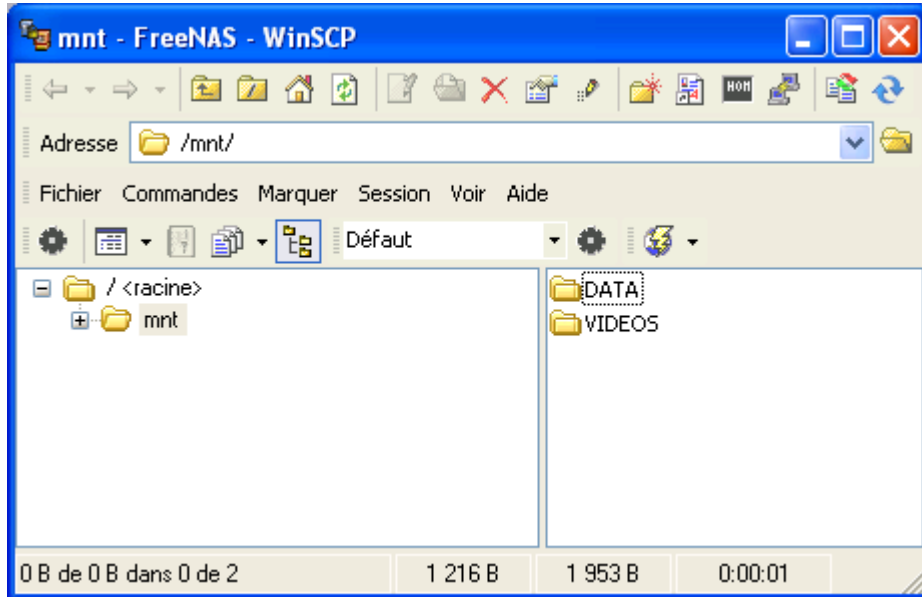 mnt - FreeNAS - WinSCP
Adresse /mnt/
Fichier Commandes Marquer Session Voir Aide
Défaut
/ <racine>
mnt
DATA
VIDEOS
0 B de 0 B dans 0 de 2 1 216 B 1 953 B 0:00:01